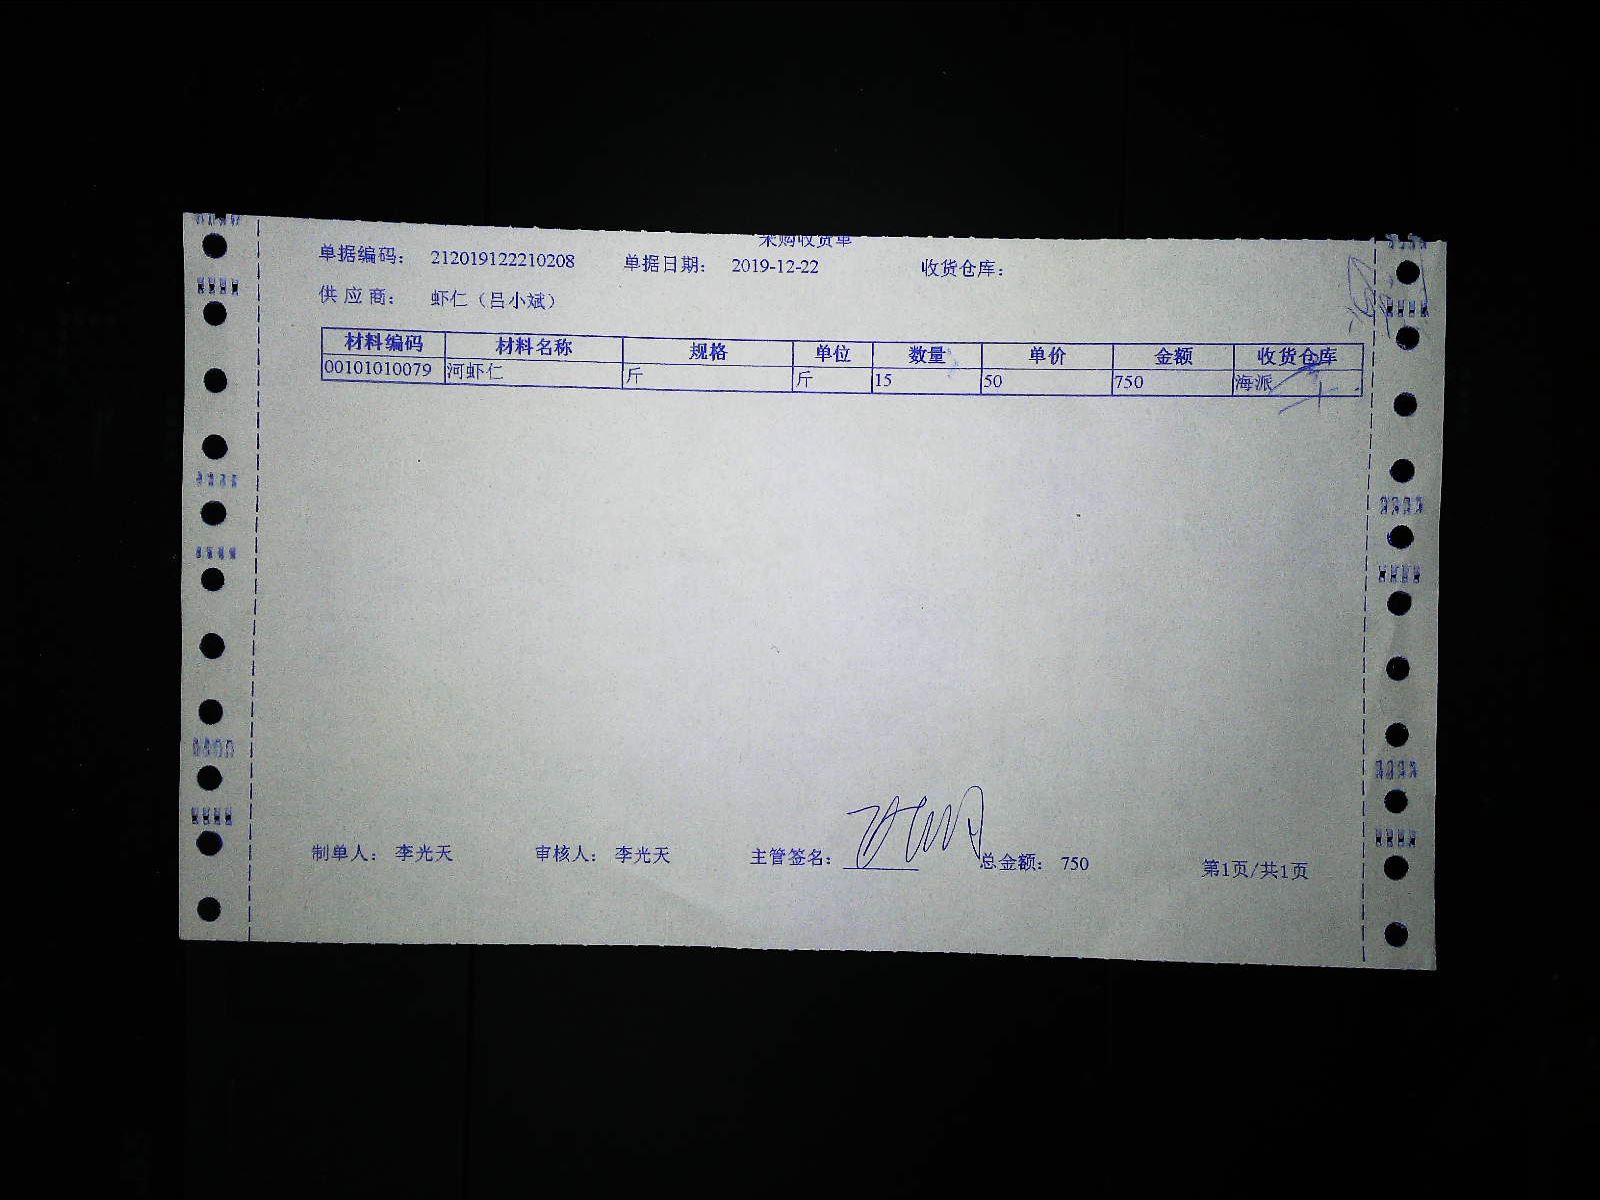 采购收货单
单据编码： 212019122210208 单据日期： 2019-12-22 收货仓库：
供应商： 虾仁（吕小斌）
材料编码 材料名称 规格 单位 数量 单价 金额 收货仓库
00101010079 河虾仁 斤 斤 15 50 750 海派
制单人： 李光天 审核人： 李光天 主管签名： 总金额： 750 第1页/共1页